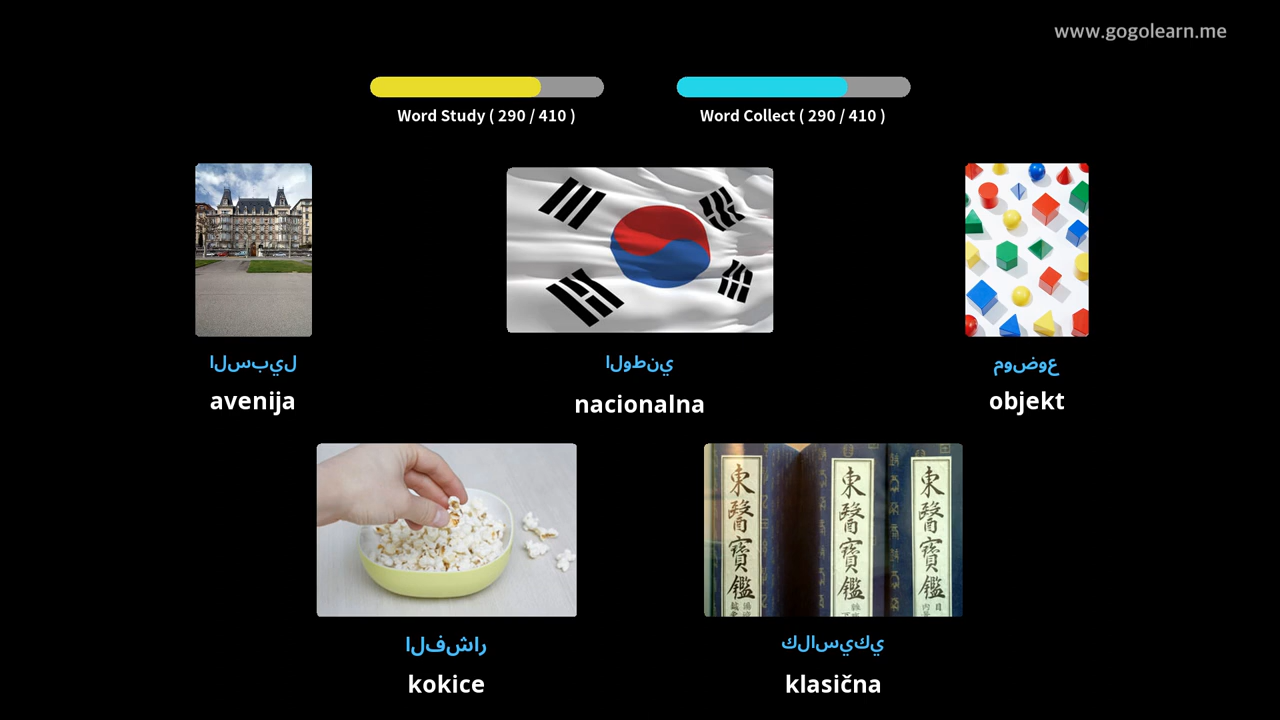 www.gogolearn.me
Word Study ( 290 / 410 )
Word Collect ( 290 / 410 )
السبيل
الوطني
موضوع
avenija
nacionalna
objekt
東醫寶鑑
東醫寶鑑
東醫寶鑑
الفشار
كلاسيكي
kokice
klasična